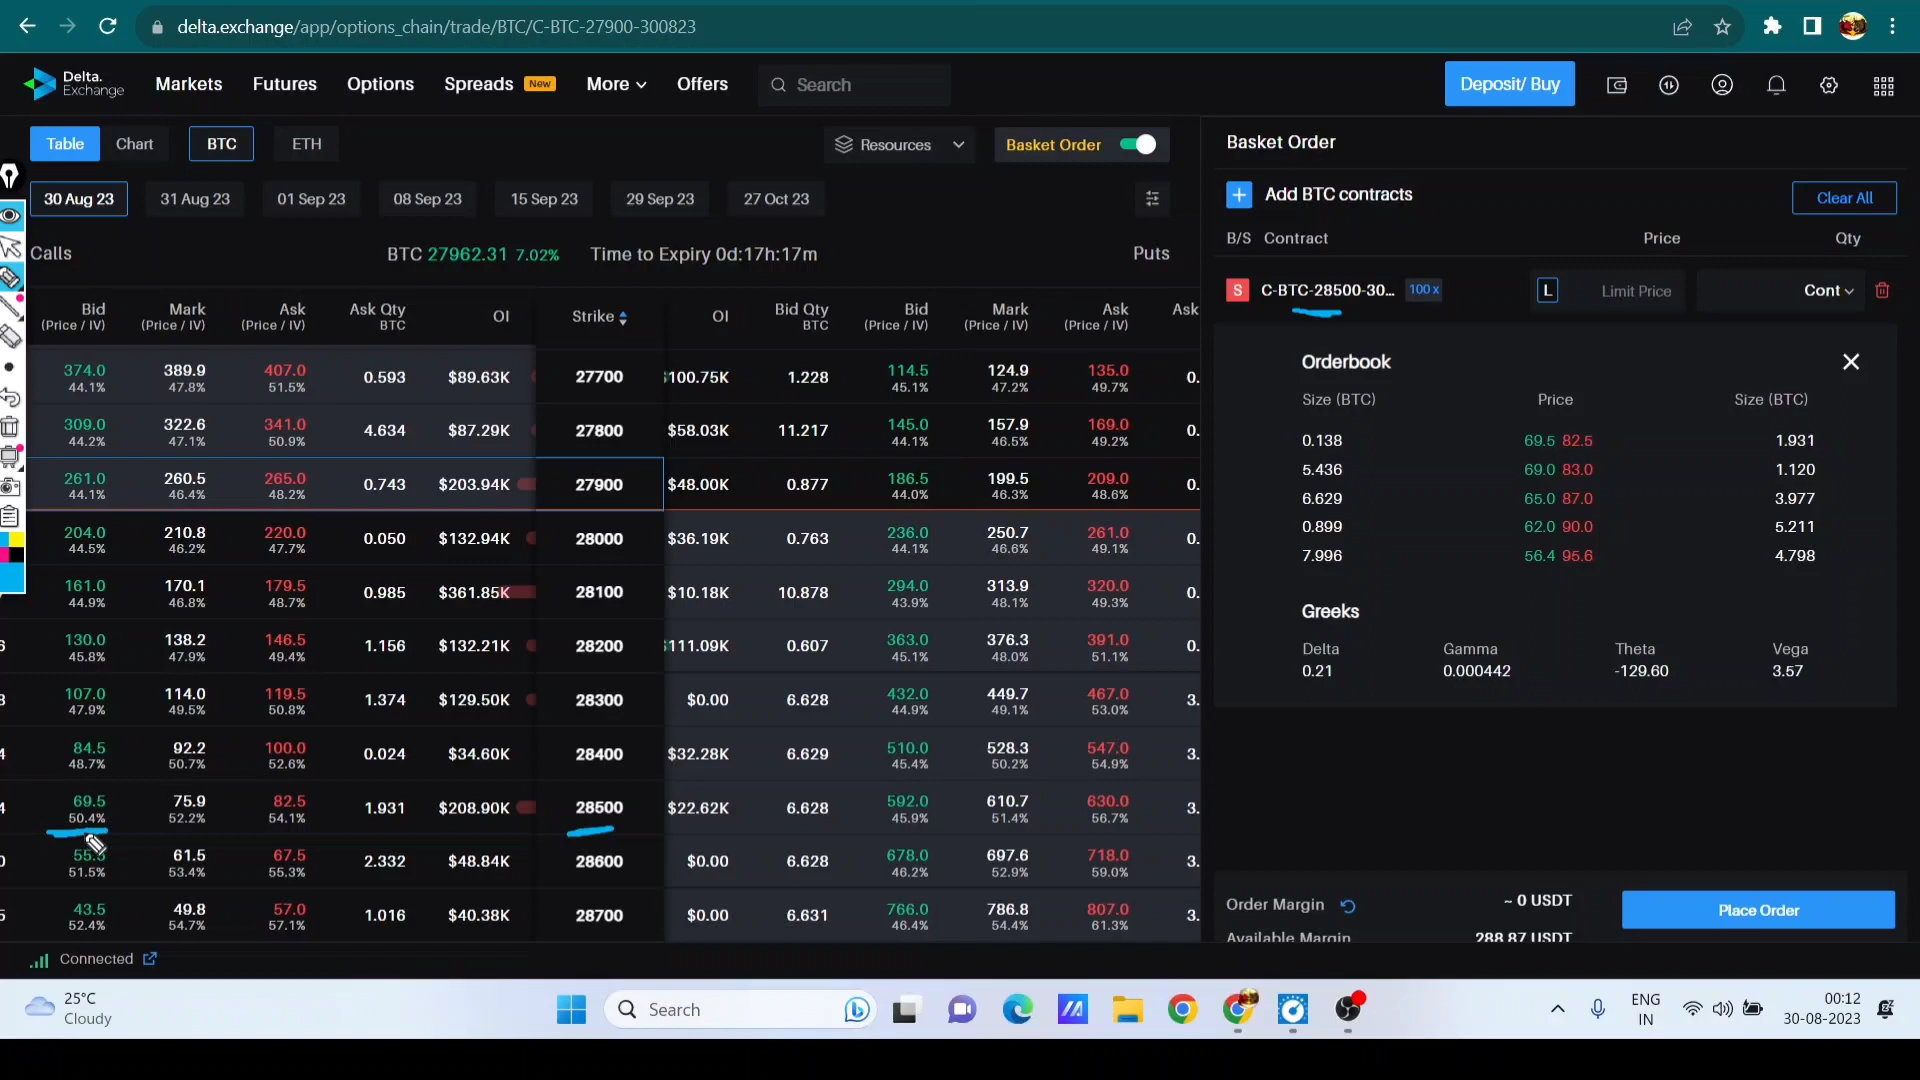 delta.exchange/app/options_chain/trade/BTC/C-BTC-27900-300823
Delta. Exchange Markets Futures Options Spreads New More Offers Search Deposit/ Buy
Table Chart BTC ETH Resources Basket Order
30 Aug 23 31 Aug 23 01 Sep 23 08 Sep 23 15 Sep 23 29 Sep 23 27 Oct 23
Calls BTC 27962.31 7.02% Time to Expiry 0d:17h:17m Puts
Bid Mark Ask Ask Qty OI Strike OI Bid Qty Bid Mark Ask Ask
(Price / IV) (Price / IV) (Price / IV) BTC BTC (Price / IV) (Price / IV) (Price / IV)
374.0 389.9 407.0 0.593 $89.63K 27700 $100.75K 1.228 114.5 124.9 135.0 0.
44.1% 47.8% 51.5% 45.1% 47.2% 49.7%
309.0 322.6 341.0 4.634 $87.29K 27800 $58.03K 11.217 145.0 157.9 169.0 0.
44.2% 47.1% 50.9% 44.1% 46.5% 49.2%
261.0 260.5 265.0 0.743 $203.94K 27900 $48.00K 0.877 186.5 199.5 209.0 0.
44.1% 46.4% 48.2% 44.0% 46.3% 48.6%
204.0 210.8 220.0 0.050 $132.94K 28000 $36.19K 0.763 236.0 250.7 261.0 0.
44.5% 46.2% 47.7% 44.1% 46.6% 49.1%
161.0 170.1 179.5 0.985 $361.85K 28100 $10.18K 10.878 294.0 313.9 320.0 0.
44.9% 46.8% 48.7% 43.9% 48.1% 49.3%
6 130.0 138.2 146.5 1.156 $132.21K 28200 $111.09K 0.607 363.0 376.3 391.0 0.
45.8% 47.9% 49.4% 45.1% 48.0% 51.1%
3 107.0 114.0 119.5 1.374 $129.50K 28300 $0.00 6.628 432.0 449.7 467.0 3.
47.9% 49.5% 50.8% 44.9% 49.1% 53.0%
4 84.5 92.2 100.0 0.024 $34.60K 28400 $32.28K 6.629 510.0 528.3 547.0 3.
48.7% 50.7% 52.6% 45.4% 50.2% 54.9%
4 69.5 75.9 82.5 1.931 $208.90K 28500 $22.62K 6.628 592.0 610.7 630.0 3.
50.4% 52.2% 54.1% 45.9% 51.4% 56.7%
0 55.5 61.5 67.5 2.332 $48.84K 28600 $0.00 6.628 678.0 697.6 718.0 3.
51.5% 53.4% 55.3% 46.2% 52.9% 59.0%
5 43.5 49.8 57.0 1.016 $40.38K 28700 $0.00 6.631 766.0 786.8 807.0 3.
52.4% 54.7% 57.1% 46.4% 54.4% 61.3%
Connected
Basket Order
Add BTC contracts Clear All
B/S Contract Price Qty
S C-BTC-28500-30... 100 x L Limit Price Cont
Orderbook
Size (BTC) Price Size (BTC)
0.138 69.5 82.5 1.931
5.436 69.0 83.0 1.120
6.629 65.0 87.0 3.977
0.899 62.0 90.0 5.211
7.996 56.4 95.6 4.798
Greeks
Delta Gamma Theta Vega
0.21 0.000442 -129.60 3.57
Order Margin ~ 0 USDT Place Order
Available Margin 288.87 USDT
25°C
Cloudy
Search
ENG
IN
00:12
30-08-2023